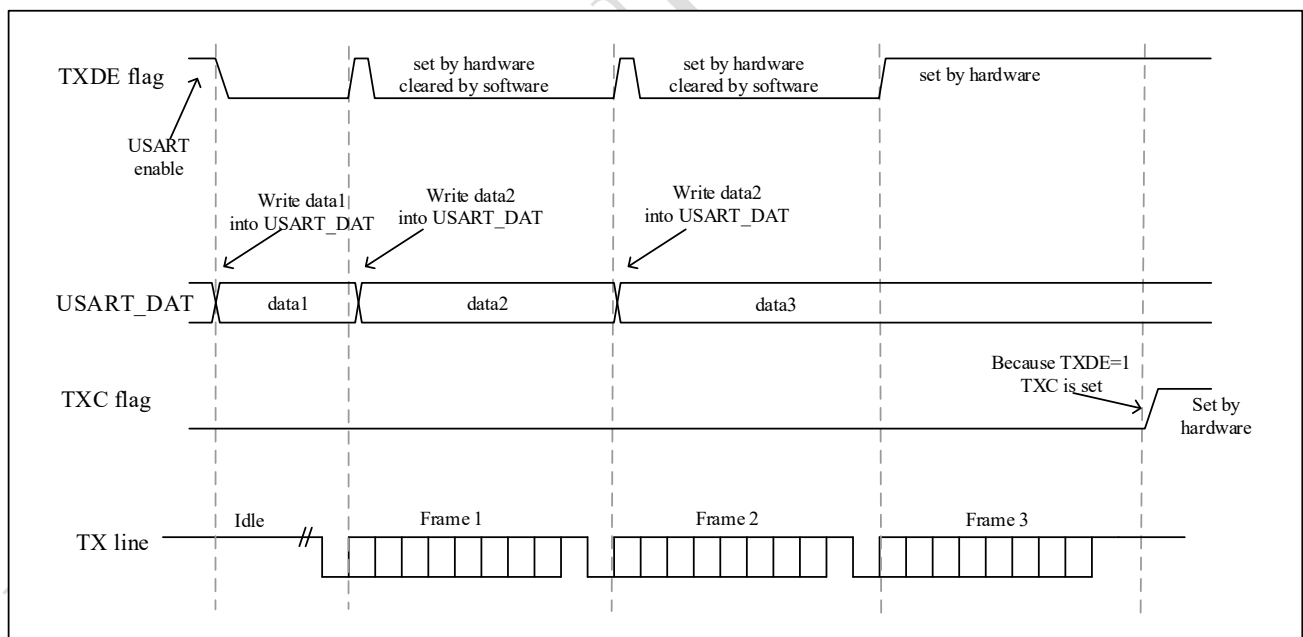 TXDE flag
set by hardware
cleared by software
set by hardware
cleared by software
set by hardware
USART
enable
Write data1
into USART_DAT
Write data2
into USART_DAT
Write data2
into USART_DAT
USART_DAT
data1
data2
data3
Because TXDE=1
TXC is set
TXC flag
Set by
hardware
Idle
Frame 1
Frame 2
Frame 3
TX line